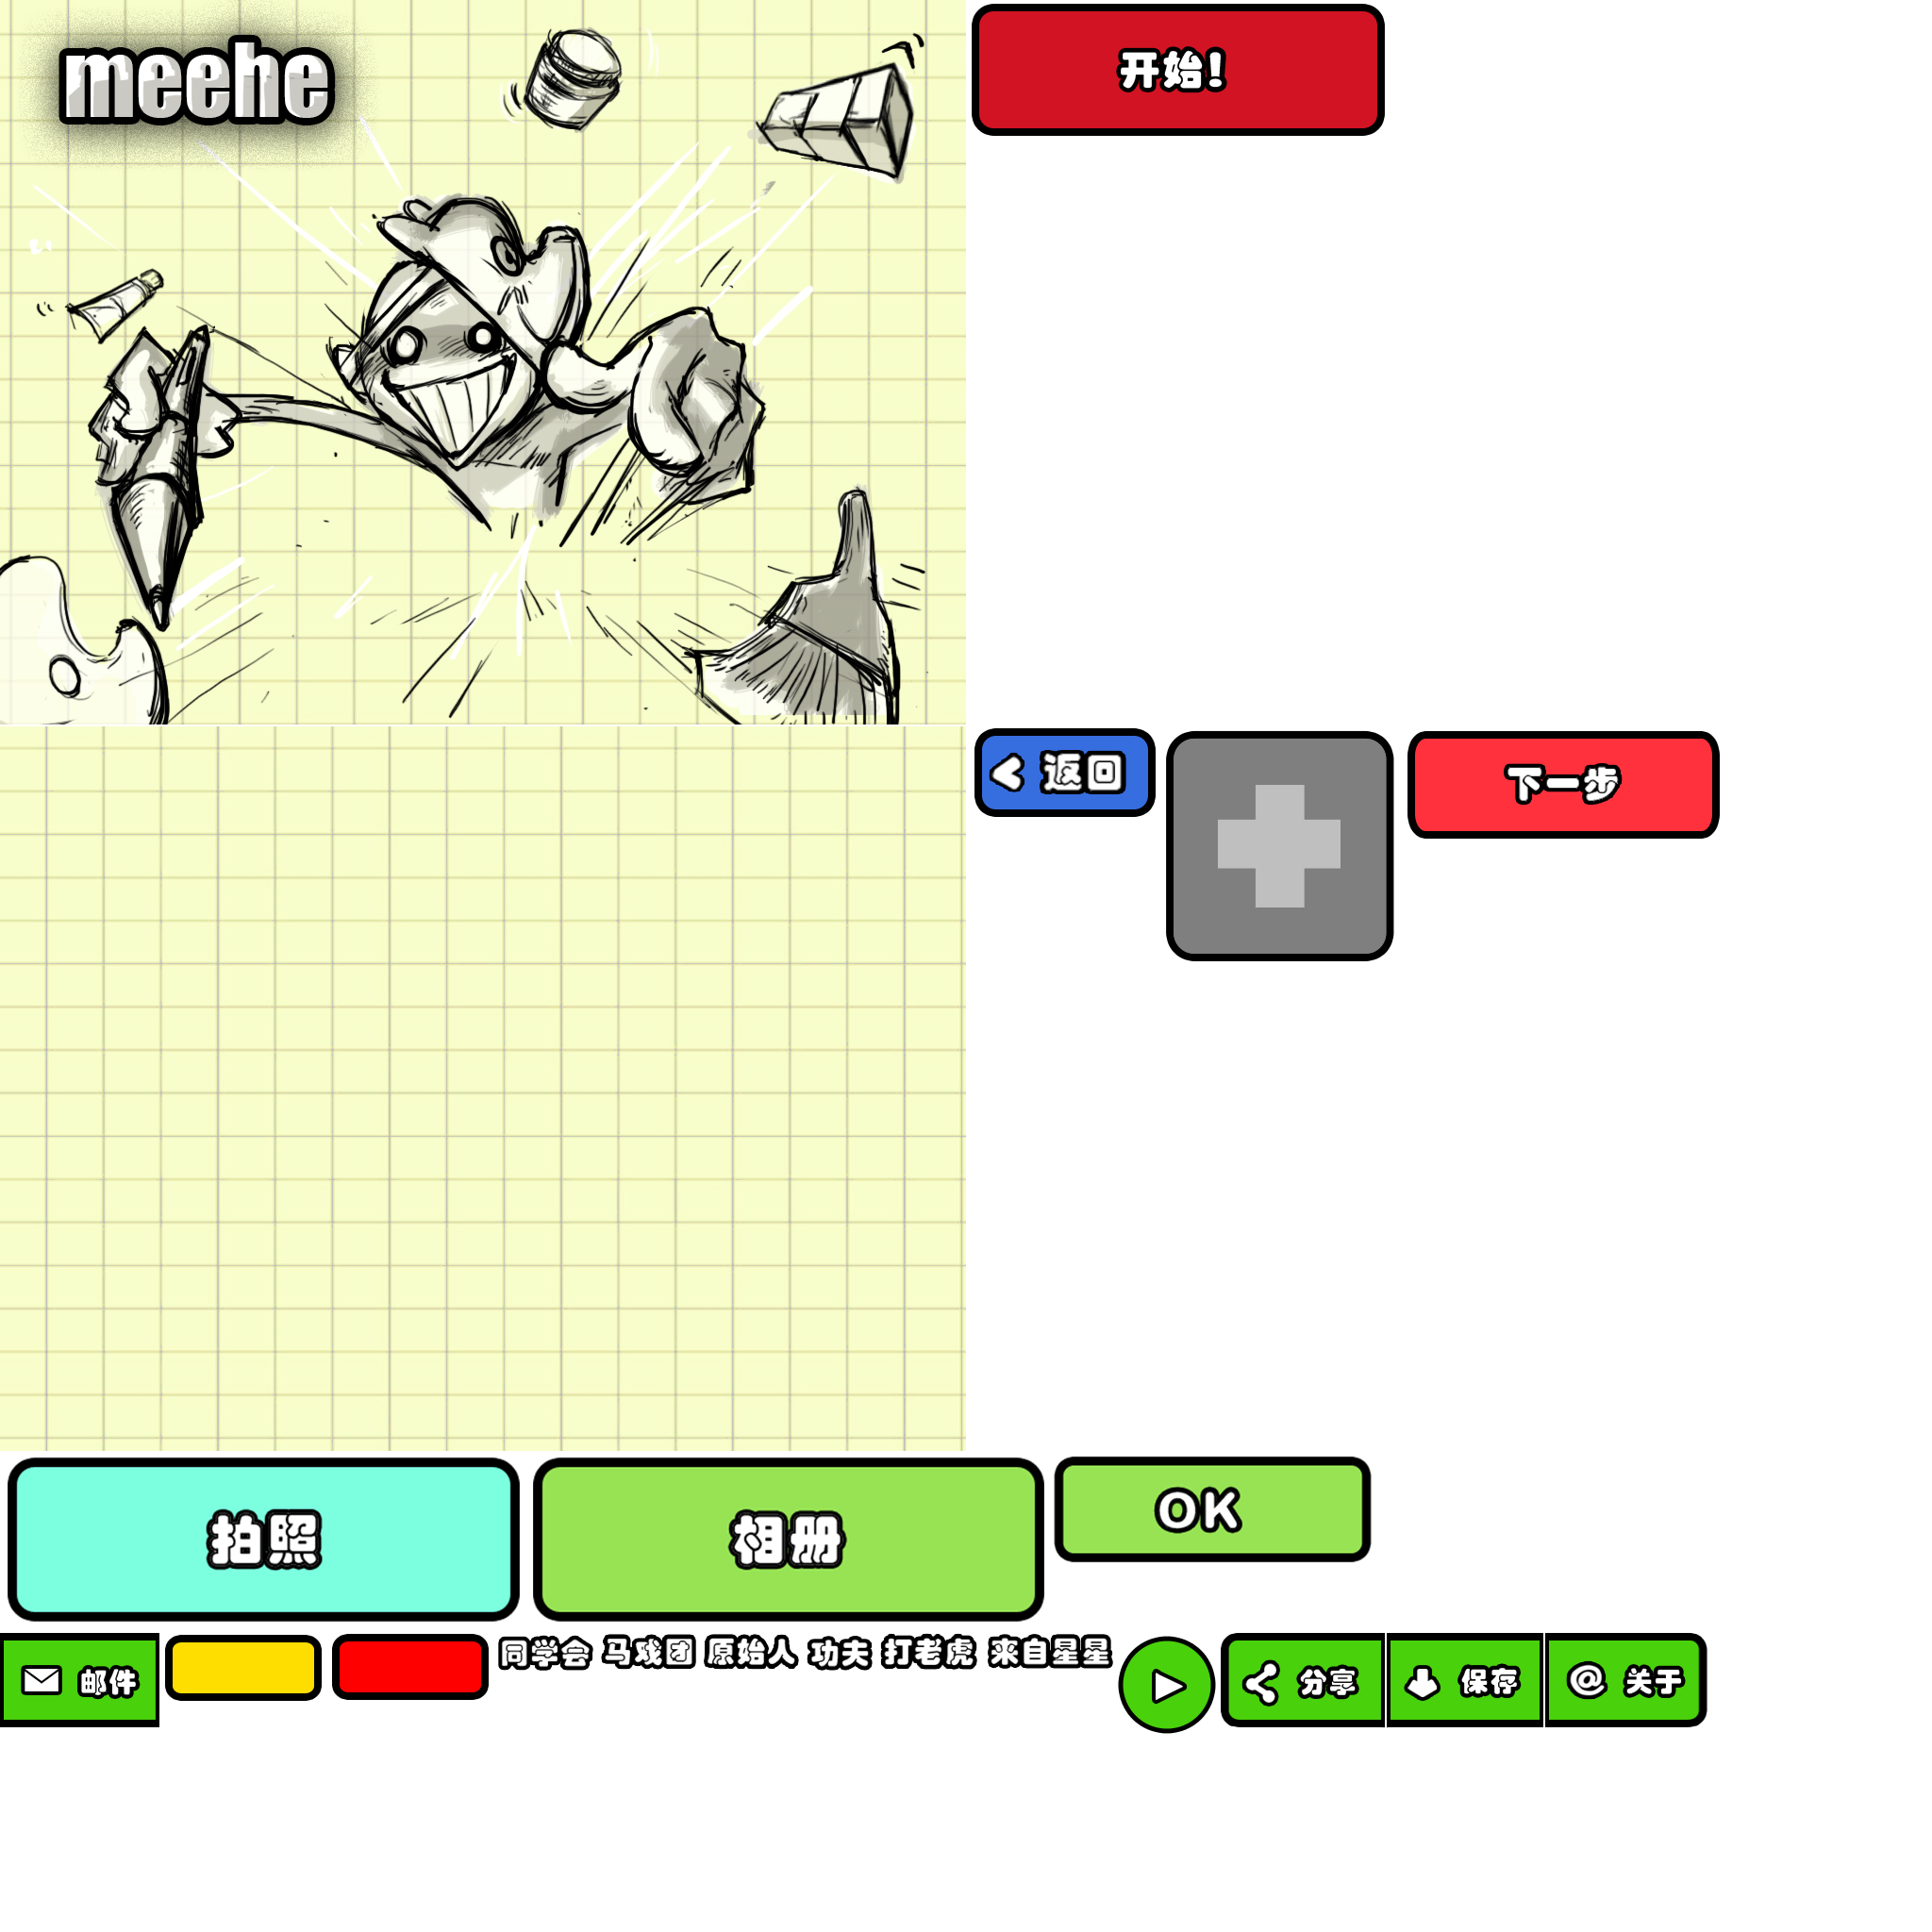 meehe
开始!
< 返回
下一步
拍照
相册
OK
邮件
同学会 马戏团 原始人 功夫 打老虎 来自星星
分享
保存
@ 关于